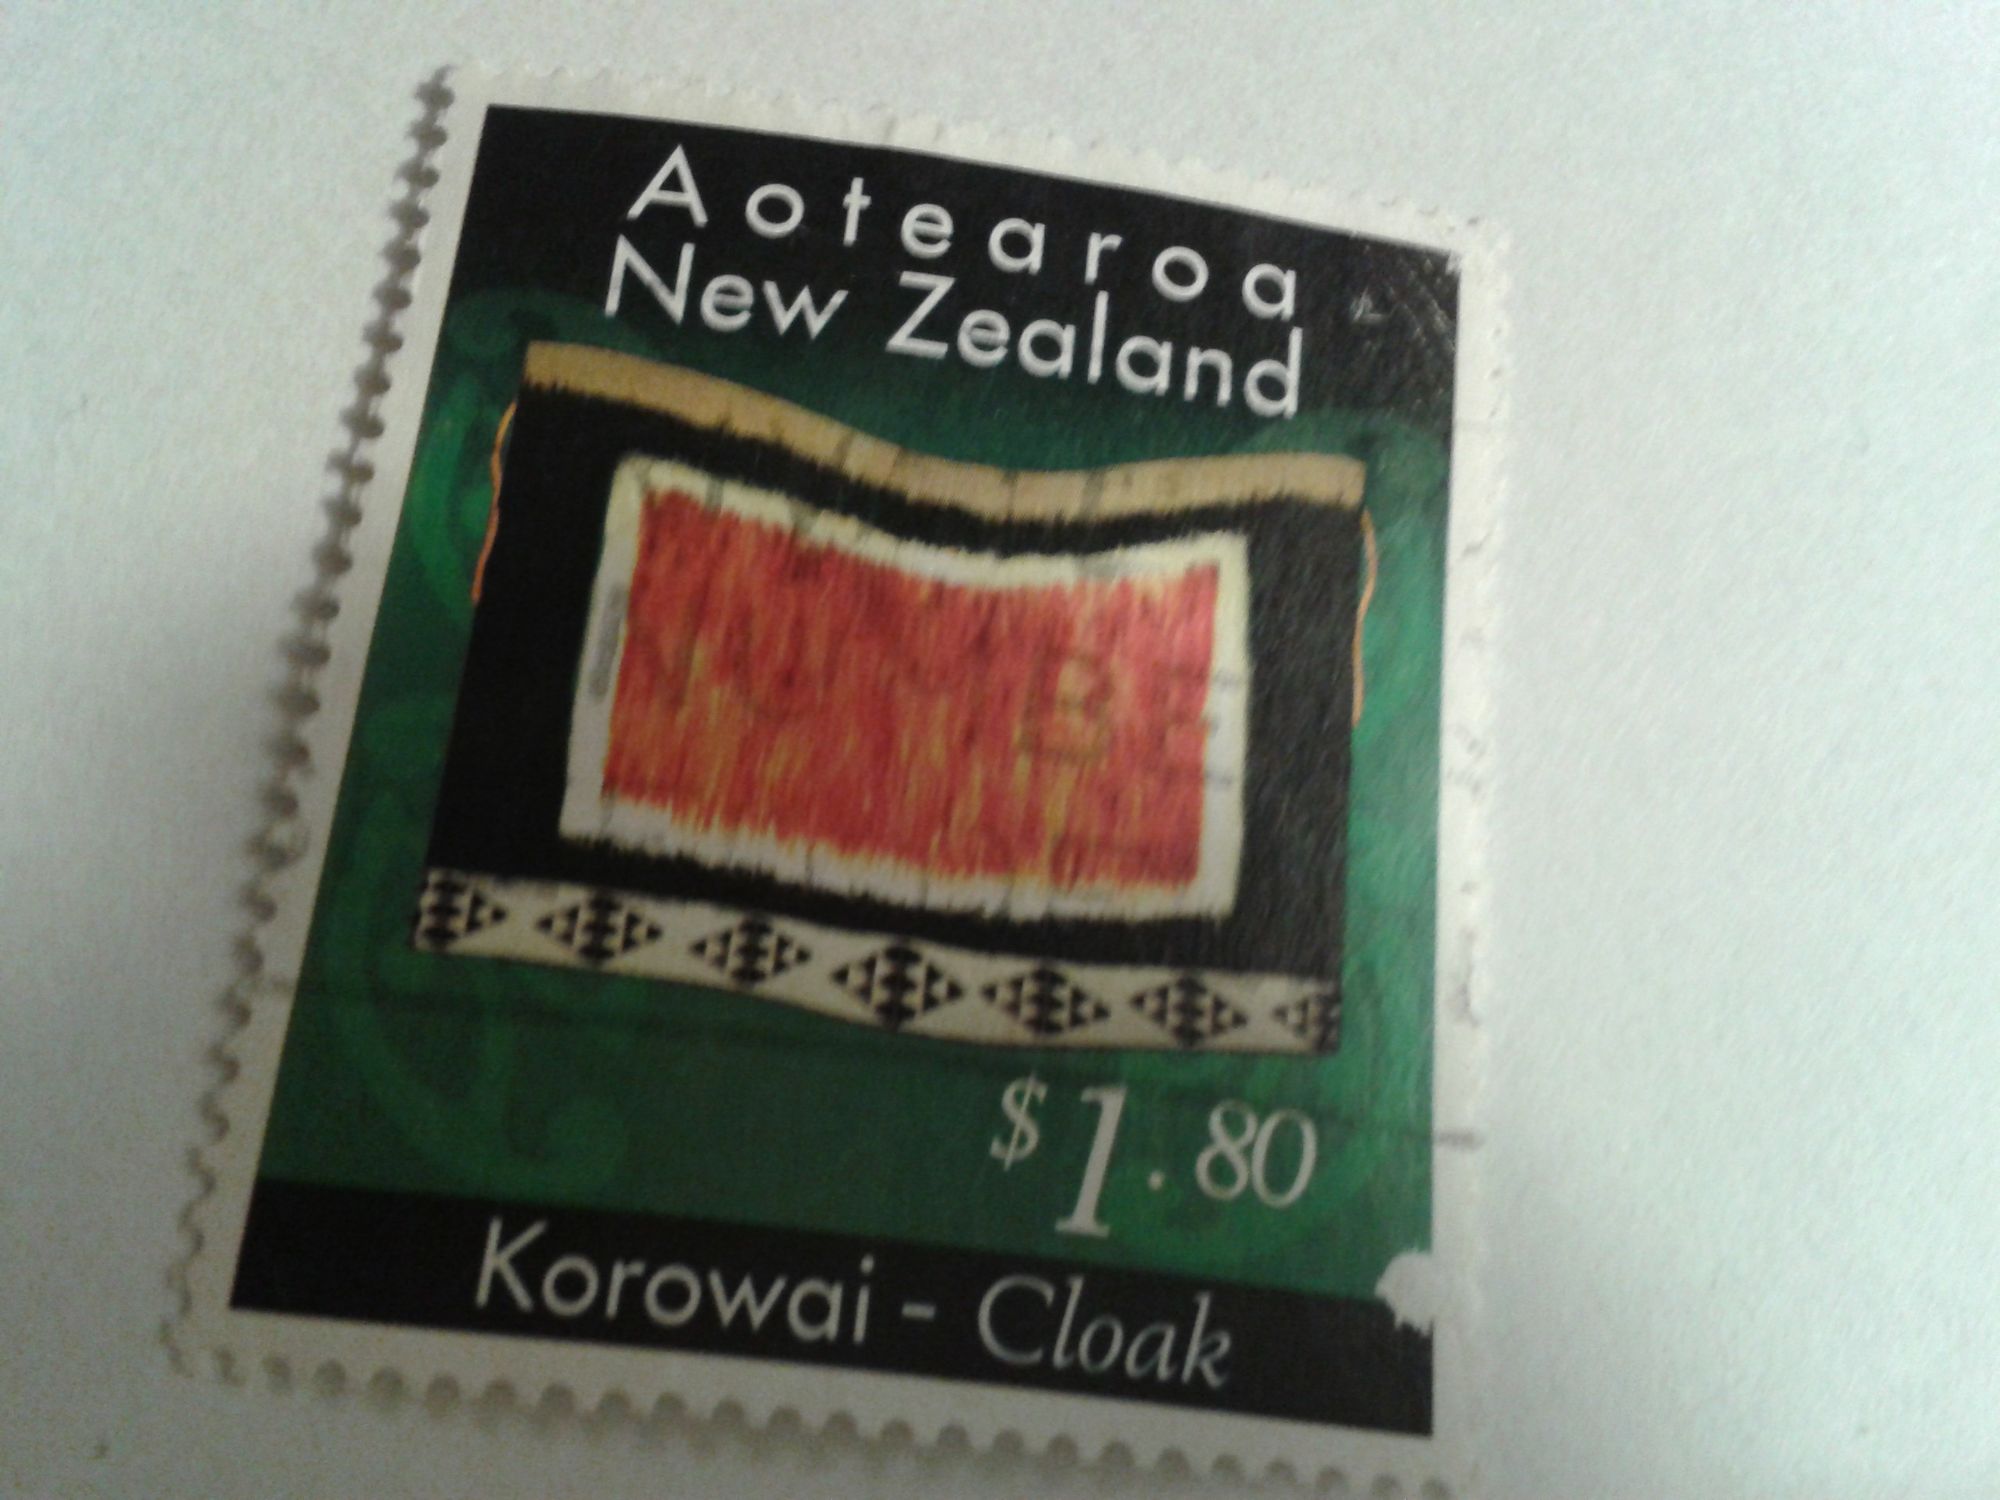 Aotearoa
New Zealand
$1.80
Korowai - Cloak